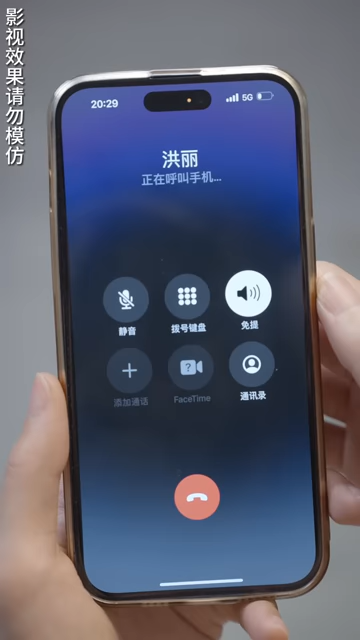 影视效果请勿模仿
20:29
5G
洪丽
正在呼叫手机...
静音
拨号键盘
免提
添加通话
FaceTime
通讯录